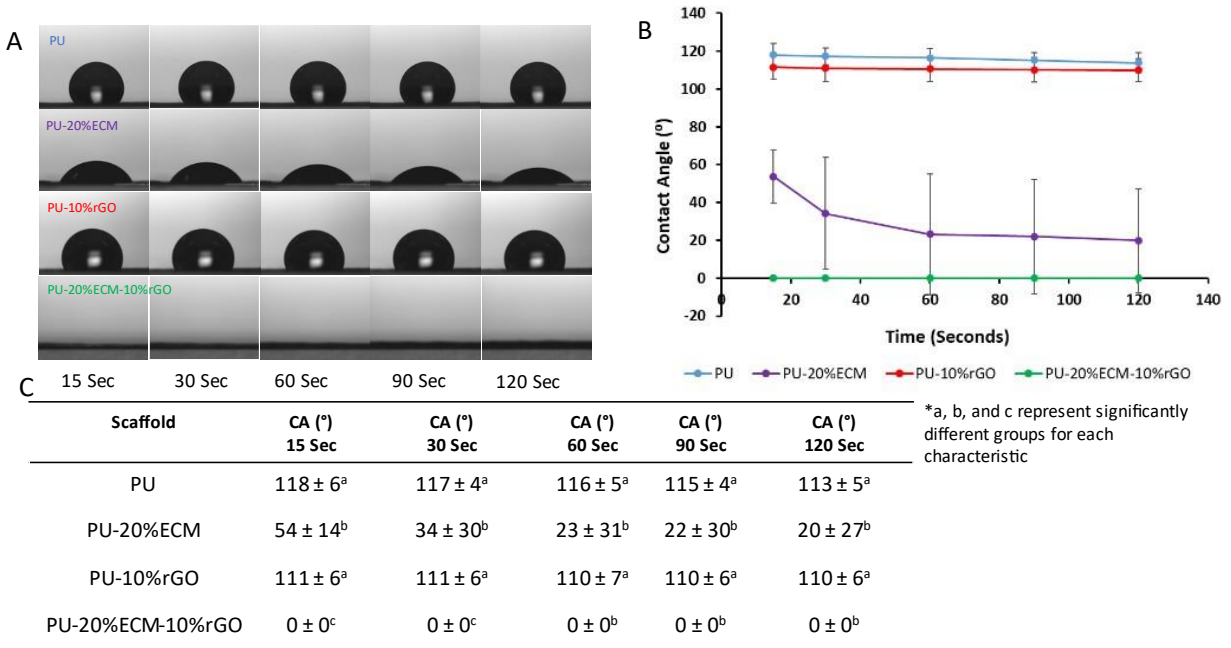 A
PU
PU-20%ECM
PU-10%rGO
PU-20%ECM-10%rGO
15 Sec 30 Sec 60 Sec 90 Sec 120 Sec
B
140
120
100
80
60
40
20
0
-20
Contact Angle (⁰)
0 20 40 60 80 100 120 140
Time (Seconds)
PU PU-20%ECM PU-10%rGO PU-20%ECM-10%rGO
C
Scaffold CA (°) CA (°) CA (°) CA (°) CA (°)
15 Sec 30 Sec 60 Sec 90 Sec 120 Sec
PU 118 ± 6ᵃ 117 ± 4ᵃ 116 ± 5ᵃ 115 ± 4ᵃ 113 ± 5ᵃ
PU-20%ECM 54 ± 14ᵇ 34 ± 30ᵇ 23 ± 31ᵇ 22 ± 30ᵇ 20 ± 27ᵇ
PU-10%rGO 111 ± 6ᵃ 111 ± 6ᵃ 110 ± 7ᵃ 110 ± 6ᵃ 110 ± 6ᵃ
PU-20%ECM-10%rGO 0 ± 0ᶜ 0 ± 0ᶜ 0 ± 0ᵇ 0 ± 0ᵇ 0 ± 0ᵇ
*a, b, and c represent significantly
different groups for each
characteristic